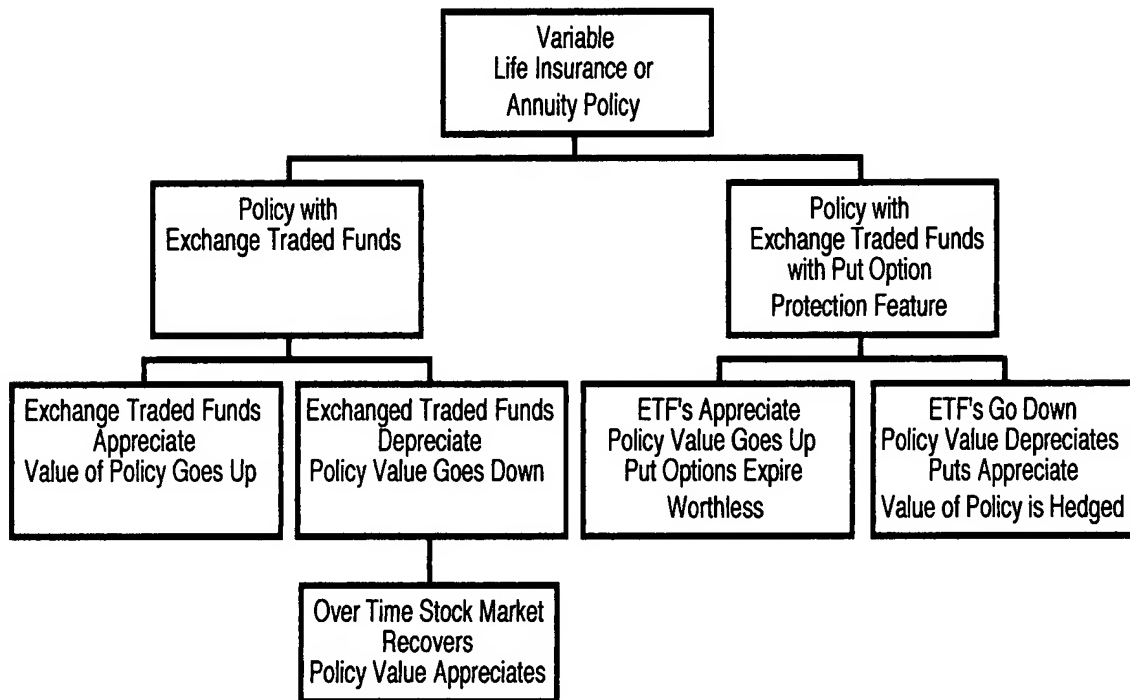 Variable
Life Insurance or
Annuity Policy
Policy with
Exchange Traded Funds
Policy with
Exchange Traded Funds
with Put Option
Protection Feature
Exchange Traded Funds
Appreciate
Value of Policy Goes Up
Exchanged Traded Funds
Depreciate
Policy Value Goes Down
ETF's Appreciate
Policy Value Goes Up
Put Options Expire
Worthless
ETF's Go Down
Policy Value Depreciates
Puts Appreciate
Value of Policy is Hedged
Over Time Stock Market
Recovers
Policy Value Appreciates